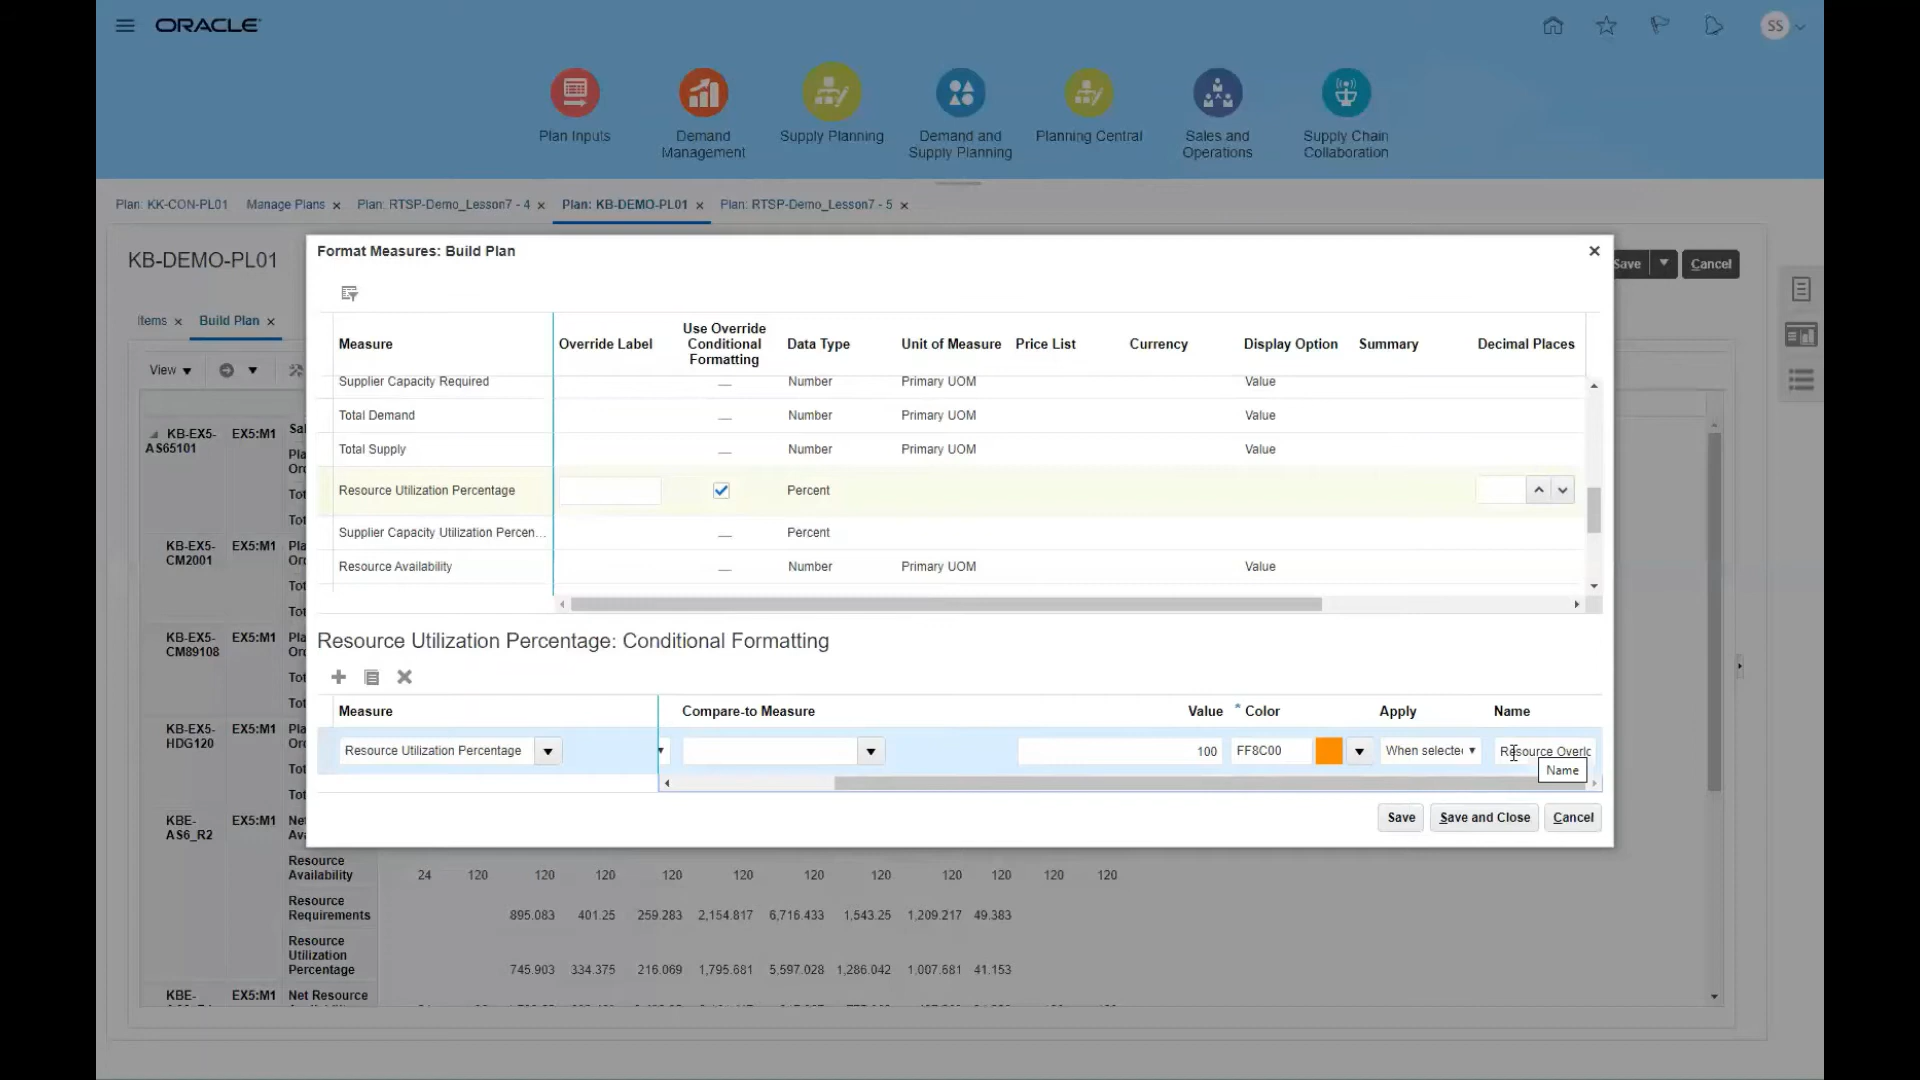 ORACLE
SS
Plan Inputs
Demand Management
Supply Planning
Demand and Supply Planning
Planning Central
Sales and Operations
Supply Chain Collaboration
Plan: KK-CON-PL01
Manage Plans
Plan: RTSP-Demo_Lesson7 - 4
Plan: KB-DEMO-PL01
Plan: RTSP-Demo_Lesson7 - 5
KB-DEMO-PL01
Save
Cancel
Items
Build Plan
View
Format Measures: Build Plan
Measure
Override Label
Use Override Conditional Formatting
Data Type
Unit of Measure
Price List
Currency
Display Option
Summary
Decimal Places
Supplier Capacity Required — Number Primary UOM Value
Total Demand — Number Primary UOM Value
Total Supply — Number Primary UOM Value
Resource Utilization Percentage Percent
Supplier Capacity Utilization Percen... — Percent
Resource Availability — Number Primary UOM Value
Resource Utilization Percentage: Conditional Formatting
Measure
Compare-to Measure
Value
* Color
Apply
Name
Resource Utilization Percentage
100
FF8C00
When selected
Resource Overlo
Name
Save
Save and Close
Cancel
KB-EX5-AS65101 EX5:M1
KB-EX5-CM2001 EX5:M1
KB-EX5-CM89108 EX5:M1
KB-EX5-HDG120 EX5:M1
KBE-AS6_R2 EX5:M1
Resource Availability 24 120 120 120 120 120 120 120 120 120 120 120
Resource Requirements 895.083 401.25 259.283 2,154.817 6,716.433 1,543.25 1,209.217 49.383
Resource Utilization Percentage 745.903 334.375 216.069 1,795.681 5,597.028 1,286.042 1,007.681 41.153
KBE- EX5:M1 Net Resource